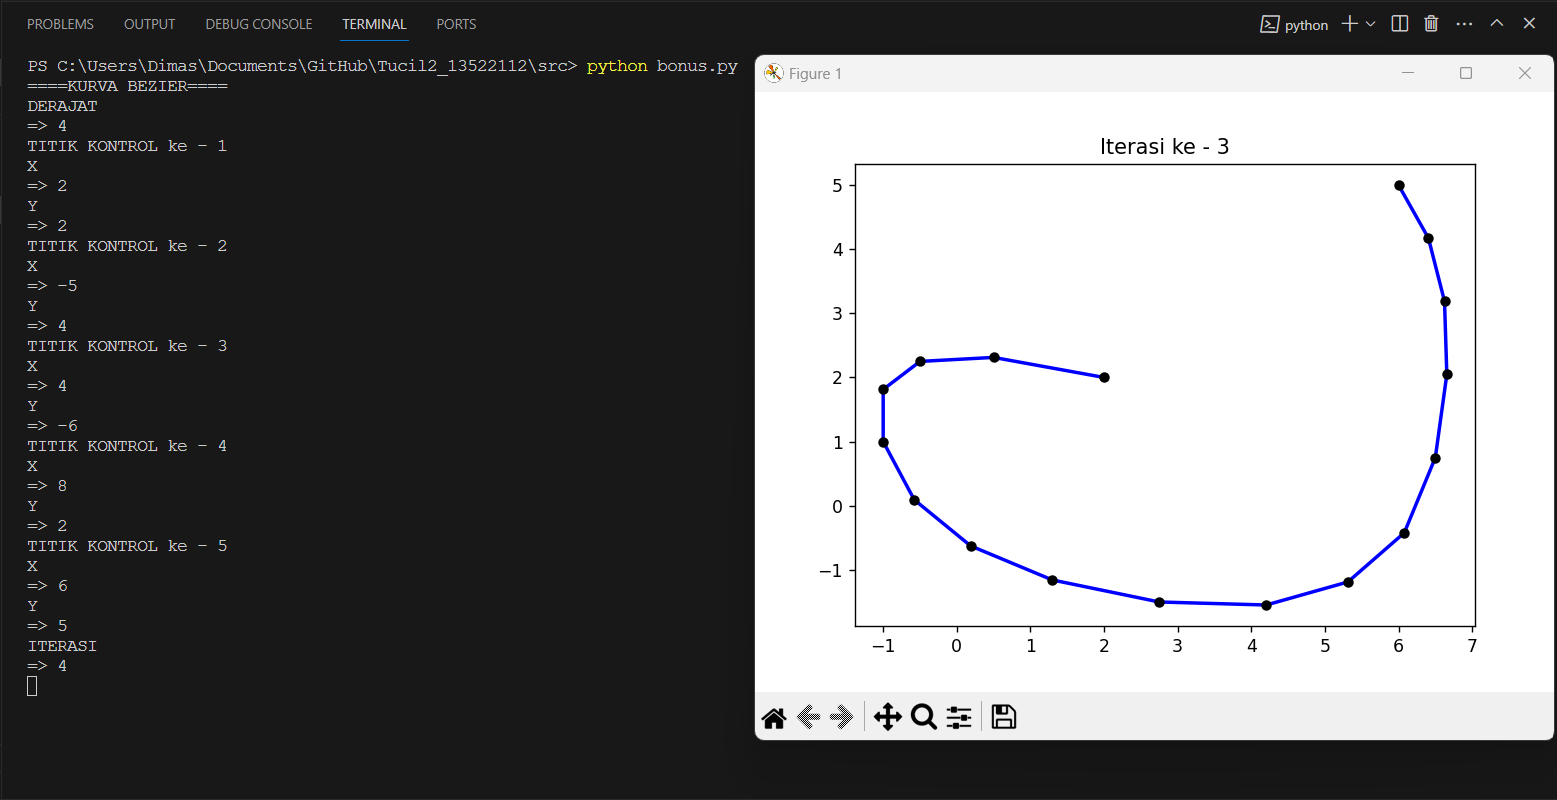 PROBLEMS OUTPUT DEBUG CONSOLE TERMINAL PORTS
python
PS C:\Users\Dimas\Documents\GitHub\Tucil2_13522112\src> python bonus.py
====KURVA BEZIER====
DERAJAT
=> 4
TITIK KONTROL ke - 1
X
=> 2
Y
=> 2
TITIK KONTROL ke - 2
X
=> -5
Y
=> 4
TITIK KONTROL ke - 3
X
=> 4
Y
=> -6
TITIK KONTROL ke - 4
X
=> 8
Y
=> 2
TITIK KONTROL ke - 5
X
=> 6
Y
=> 5
ITERASI
=> 4
Figure 1
Iterasi ke - 3
5
4
3
2
1
0
−1
−1 0 1 2 3 4 5 6 7